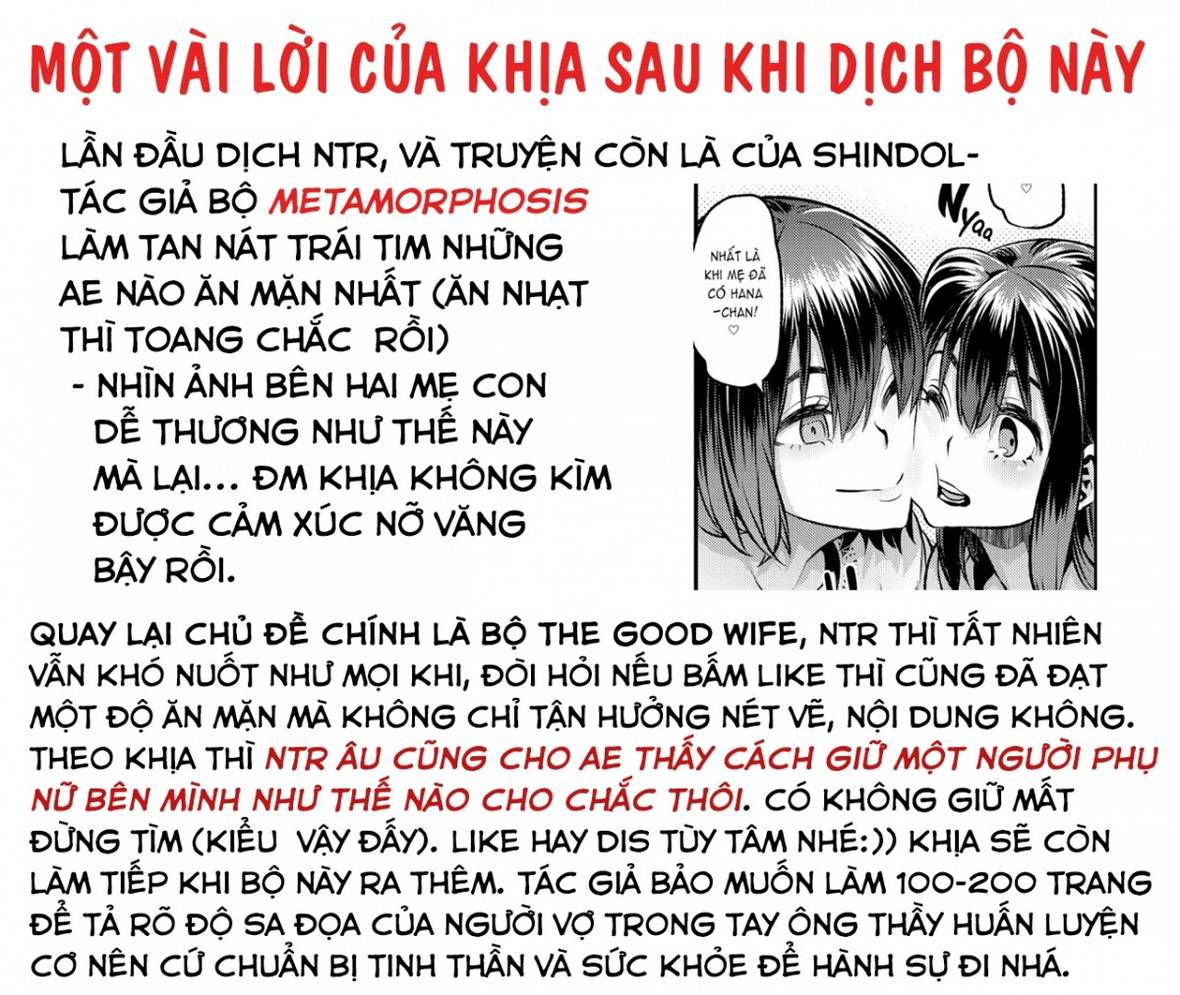 MỘT VÀI LỜI CỦA KHỊA SAU KHI DỊCH BỘ NÀY
LẦN ĐẦU DỊCH NTR, VÀ TRUYỆN CÒN LÀ CỦA SHINDOL-
TÁC GIẢ BỘ METAMORPHOSIS
LÀM TAN NÁT TRÁI TIM NHỮNG
AE NÀO ĂN MẶN NHẤT (ĂN NHẠT
THÌ TOANG CHẮC RỒI)
- NHÌN ẢNH BÊN HAI MẸ CON
DỄ THƯƠNG NHƯ THẾ NÀY
MÀ LẠI... ĐM KHỊA KHÔNG KÌM
ĐƯỢC CẢM XÚC NỠ VĂNG
BẬY RỒI.
NHẤT LÀ
KHI MẸ ĐÃ
CÓ HANA
-CHAN!
♡
♡
Nyaa
QUAY LẠI CHỦ ĐỀ CHÍNH LÀ BỘ THE GOOD WIFE, NTR THÌ TẤT NHIÊN
VẪN KHÓ NUỐT NHƯ MỌI KHI, ĐÒI HỎI NẾU BẤM LIKE THÌ CŨNG ĐÃ ĐẠT
MỘT ĐỘ ĂN MẶN MÀ KHÔNG CHỈ TẬN HƯỞNG NÉT VẼ, NỘI DUNG KHÔNG.
THEO KHỊA THÌ NTR ÂU CŨNG CHO AE THẤY CÁCH GIỮ MỘT NGƯỜI PHỤ
NỮ BÊN MÌNH NHƯ THẾ NÀO CHO CHẮC THÔI. CÓ KHÔNG GIỮ MẤT
ĐỪNG TÌM (KIỂU VẬY ĐẤY). LIKE HAY DIS TÙY TÂM NHÉ:)) KHỊA SẼ CÒN
LÀM TIẾP KHI BỘ NÀY RA THÊM. TÁC GIẢ BẢO MUỐN LÀM 100-200 TRANG
ĐỂ TẢ RÕ ĐỘ SA ĐỌA CỦA NGƯỜI VỢ TRONG TAY ÔNG THẦY HUẤN LUYỆN
CƠ NÊN CỨ CHUẨN BỊ TINH THẦN VÀ SỨC KHỎE ĐỂ HÀNH SỰ ĐI NHÁ.